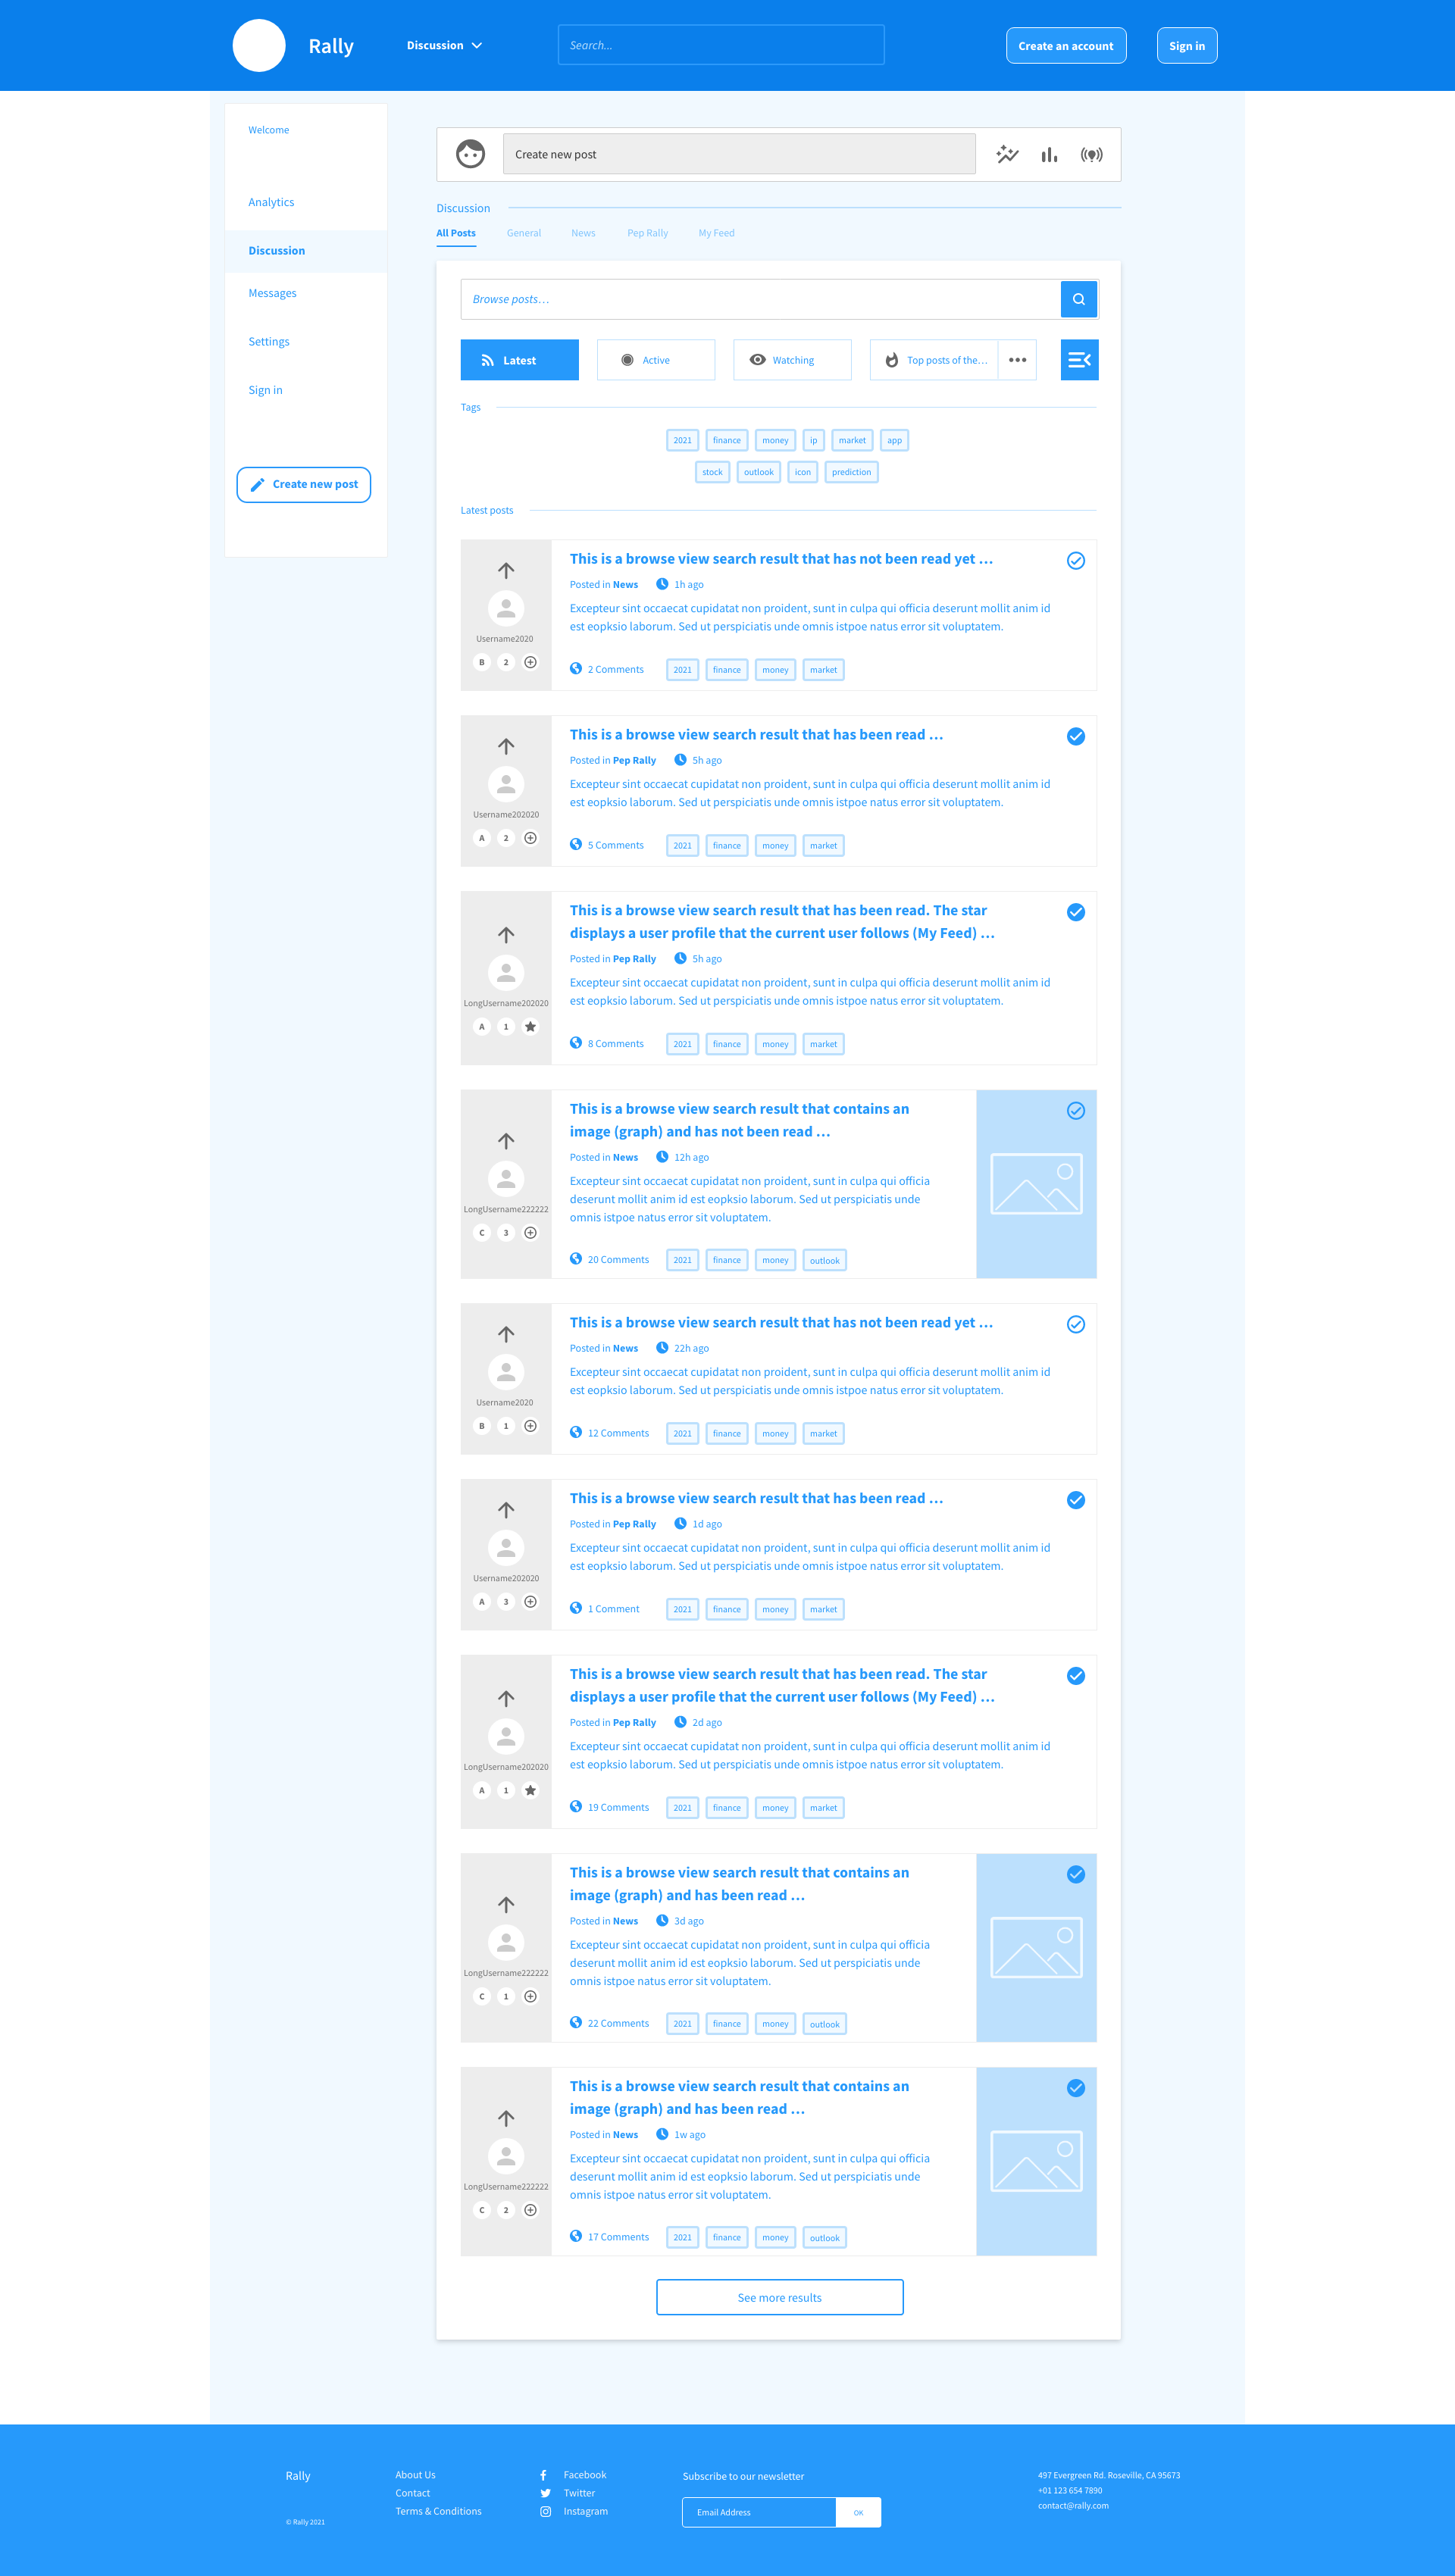 Rally
Discussion
Search...
Create an account
Sign in
Welcome
Analytics
Discussion
Messages
Settings
Sign in
Create new post
Create new post
Discussion
All Posts General News Pep Rally My Feed
Browse posts…
Latest
Active
Watching
Top posts of the…
Tags
2021 finance money ip market app
stock outlook icon prediction
Latest posts
This is a browse view search result that has not been read yet …
Posted in News 1h ago
Excepteur sint occaecat cupidatat non proident, sunt in culpa qui officia deserunt mollit anim id
est eopksio laborum. Sed ut perspiciatis unde omnis istpoe natus error sit voluptatem.
Username2020
B 2
2 Comments 2021 finance money market
This is a browse view search result that has been read …
Posted in Pep Rally 5h ago
Excepteur sint occaecat cupidatat non proident, sunt in culpa qui officia deserunt mollit anim id
est eopksio laborum. Sed ut perspiciatis unde omnis istpoe natus error sit voluptatem.
Username202020
A 2
5 Comments 2021 finance money market
This is a browse view search result that has been read. The star
displays a user profile that the current user follows (My Feed) …
Posted in Pep Rally 5h ago
Excepteur sint occaecat cupidatat non proident, sunt in culpa qui officia deserunt mollit anim id
est eopksio laborum. Sed ut perspiciatis unde omnis istpoe natus error sit voluptatem.
LongUsername202020
A 1
8 Comments 2021 finance money market
This is a browse view search result that contains an
image (graph) and has not been read …
Posted in News 12h ago
Excepteur sint occaecat cupidatat non proident, sunt in culpa qui officia
deserunt mollit anim id est eopksio laborum. Sed ut perspiciatis unde
omnis istpoe natus error sit voluptatem.
LongUsername222222
C 3
20 Comments 2021 finance money outlook
This is a browse view search result that has not been read yet …
Posted in News 22h ago
Excepteur sint occaecat cupidatat non proident, sunt in culpa qui officia deserunt mollit anim id
est eopksio laborum. Sed ut perspiciatis unde omnis istpoe natus error sit voluptatem.
Username2020
B 1
12 Comments 2021 finance money market
This is a browse view search result that has been read …
Posted in Pep Rally 1d ago
Excepteur sint occaecat cupidatat non proident, sunt in culpa qui officia deserunt mollit anim id
est eopksio laborum. Sed ut perspiciatis unde omnis istpoe natus error sit voluptatem.
Username202020
A 3
1 Comment 2021 finance money market
This is a browse view search result that has been read. The star
displays a user profile that the current user follows (My Feed) …
Posted in Pep Rally 2d ago
Excepteur sint occaecat cupidatat non proident, sunt in culpa qui officia deserunt mollit anim id
est eopksio laborum. Sed ut perspiciatis unde omnis istpoe natus error sit voluptatem.
LongUsername202020
A 1
19 Comments 2021 finance money market
This is a browse view search result that contains an
image (graph) and has been read …
Posted in News 3d ago
Excepteur sint occaecat cupidatat non proident, sunt in culpa qui officia
deserunt mollit anim id est eopksio laborum. Sed ut perspiciatis unde
omnis istpoe natus error sit voluptatem.
LongUsername222222
C 1
22 Comments 2021 finance money outlook
This is a browse view search result that contains an
image (graph) and has been read …
Posted in News 1w ago
Excepteur sint occaecat cupidatat non proident, sunt in culpa qui officia
deserunt mollit anim id est eopksio laborum. Sed ut perspiciatis unde
omnis istpoe natus error sit voluptatem.
LongUsername222222
C 2
17 Comments 2021 finance money outlook
See more results
Rally
© Rally 2021
About Us
Contact
Terms & Conditions
Facebook
Twitter
Instagram
Subscribe to our newsletter
Email Address
OK
497 Evergreen Rd. Roseville, CA 95673
+01 123 654 7890
contact@rally.com